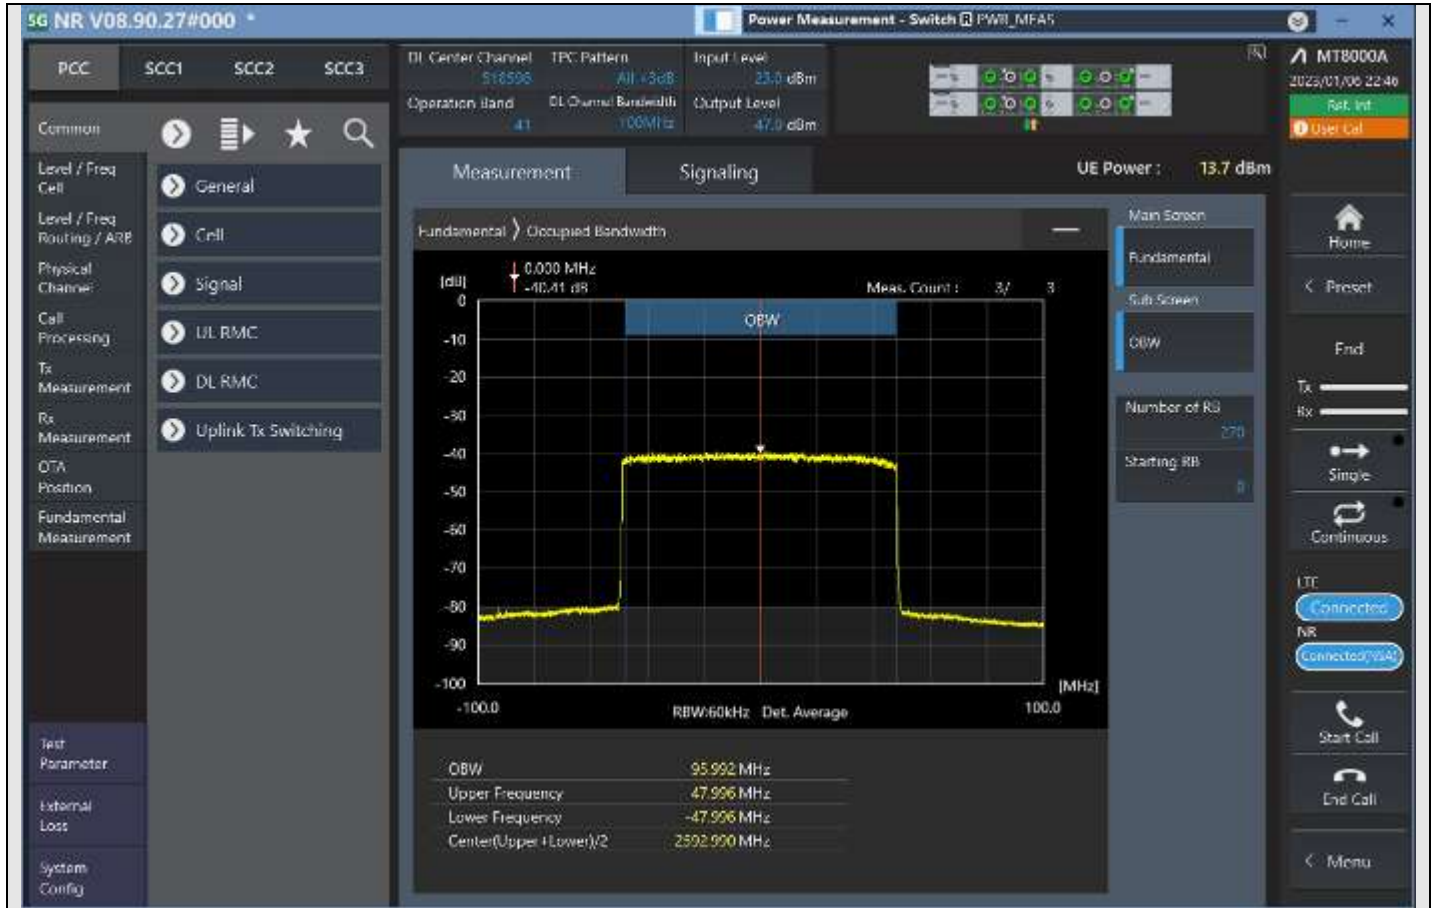 5G NR V08.90.27#000 *
Power Measurement - Switch R PWR_MEAS
PCC SCC1 SCC2 SCC3
DL Center Channel TPC Pattern Input Level
518598 All +3dB 23.0 dBm
Operation Band DL Channel Bandwidth Output Level
41 100MHz -47.0 dBm
MT8000A
2023/01/06 22:46
Ref. Int
User Cal
Common
Level / Freq
Cell
Level / Freq
Routing / ARB
Physical
Channel
Call
Processing
Tx
Measurement
Rx
Measurement
OTA
Position
Fundamental
Measurement
Test
Parameter
External
Loss
System
Config
General
Cell
Signal
UL RMC
DL RMC
Uplink Tx Switching
Measurement Signaling
UE Power : 13.7 dBm
Fundamental > Occupied Bandwidth
[dB]
0.000 MHz
-40.41 dB
Meas. Count : 3/ 3
OBW
0
-10
-20
-30
-40
-50
-60
-70
-80
-90
-100
[MHz]
-100.0 RBW:60kHz Det. Average 100.0
OBW 95.992 MHz
Upper Frequency 47.996 MHz
Lower Frequency -47.996 MHz
Center(Upper+Lower)/2 2592.990 MHz
Main Screen
Fundamental
Sub Screen
OBW
Number of RB
270
Starting RB
0
Home
< Preset
End
Tx
Rx
Single
Continuous
LTE
Connected
NR
Connected(NSA)
Start Call
End Call
< Menu